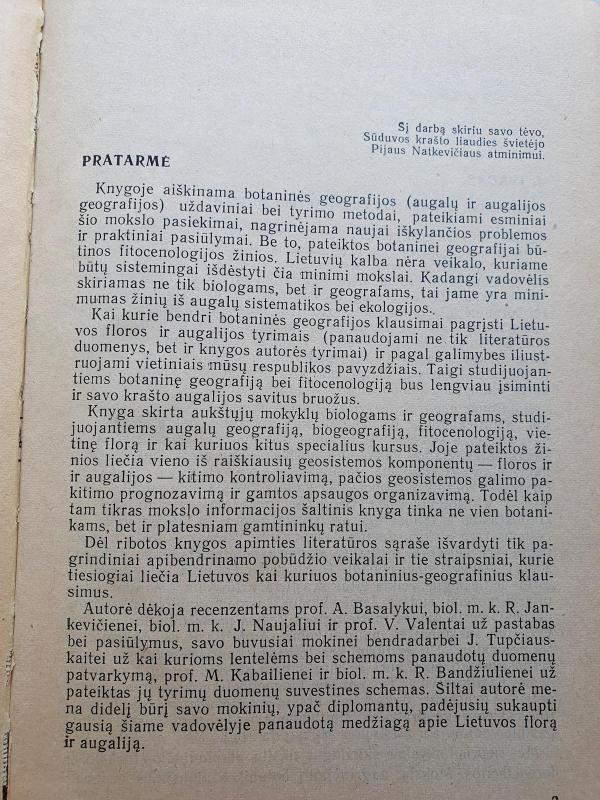 Šį darbą skiriu savo tėvo,
Sūduvos krašto liaudies švietėjo
Pijaus Natkevičiaus atminimui.
PRATARMĖ
Knygoje aiškinama botaninės geografijos (augalų ir augalijos
geografijos) uždaviniai bei tyrimo metodai, pateikiami esminiai
šio mokslo pasiekimai, nagrinėjama naujai iškylančios problemos
ir praktiniai pasiūlymai. Be to, pateiktos botaninei geografijai bū-
tinos fitocenologijos žinios. Lietuvių kalba nėra veikalo, kuriame
būtų sistemingai išdėstyti čia minimi mokslai. Kadangi vadovėlis
skiriamas ne tik biologams, bet ir geografams, tai jame yra mini-
mumas žinių iš augalų sistematikos bei ekologijos.
Kai kurie bendri botaninės geografijos klausimai pagrįsti Lietu-
vos floros ir augalijos tyrimais (panaudojami ne tik literatūros
duomenys, bet ir knygos autorės tyrimai) ir pagal galimybes iliust-
ruojami vietiniais mūsų respublikos pavyzdžiais. Taigi studijuojan-
tiems botaninę geografiją bei fitocenologiją bus lengviau įsiminti
ir savo krašto augalijos savitus bruožus.
Knyga skirta aukštųjų mokyklų biologams ir geografams, studi-
juojantiems augalų geografiją, biogeografiją, fitocenologiją, vie-
tinę florą ir kai kuriuos kitus specialius kursus. Joje pateiktos ži-
nios liečia vieno iš raiškiausių geosistemos komponentų — floros ir
ir augalijos — kitimo kontroliavimą, pačios geosistemos galimo pa-
kitimo prognozavimą ir gamtos apsaugos organizavimą. Todėl kaip
tam tikras mokslo informacijos šaltinis knyga tinka ne vien botani-
kams, bet ir platesniam gamtininkų ratui.
Dėl ribotos knygos apimties literatūros sąraše išvardyti tik pa-
grindiniai apibendrinamo pobūdžio veikalai ir tie straipsniai, kurie
tiesiogiai liečia Lietuvos kai kuriuos botaninius-geografinius klau-
simus.
Autorė dėkoja recenzentams prof. A. Basalykui, biol. m. k. R. Jan-
kevičienei, biol. m. k. J. Naujaliui ir prof. V. Valentai už pastabas
bei pasiūlymus, savo buvusiai mokinei bendradarbei J. Tupčiaus-
kaitei už kai kurioms lentelėms bei schemoms panaudotų duomenų
patvarkymą, prof. M. Kabailienei ir biol. m. k. R. Bandžiulienei už
pateiktas jų tyrimų duomenų suvestines schemas. Šiltai autorė me-
na didelį būrį savo mokinių, ypač diplomantų, padėjusių sukaupti
gausią šiame vadovėlyje panaudotą medžiagą apie Lietuvos florą
ir augaliją.